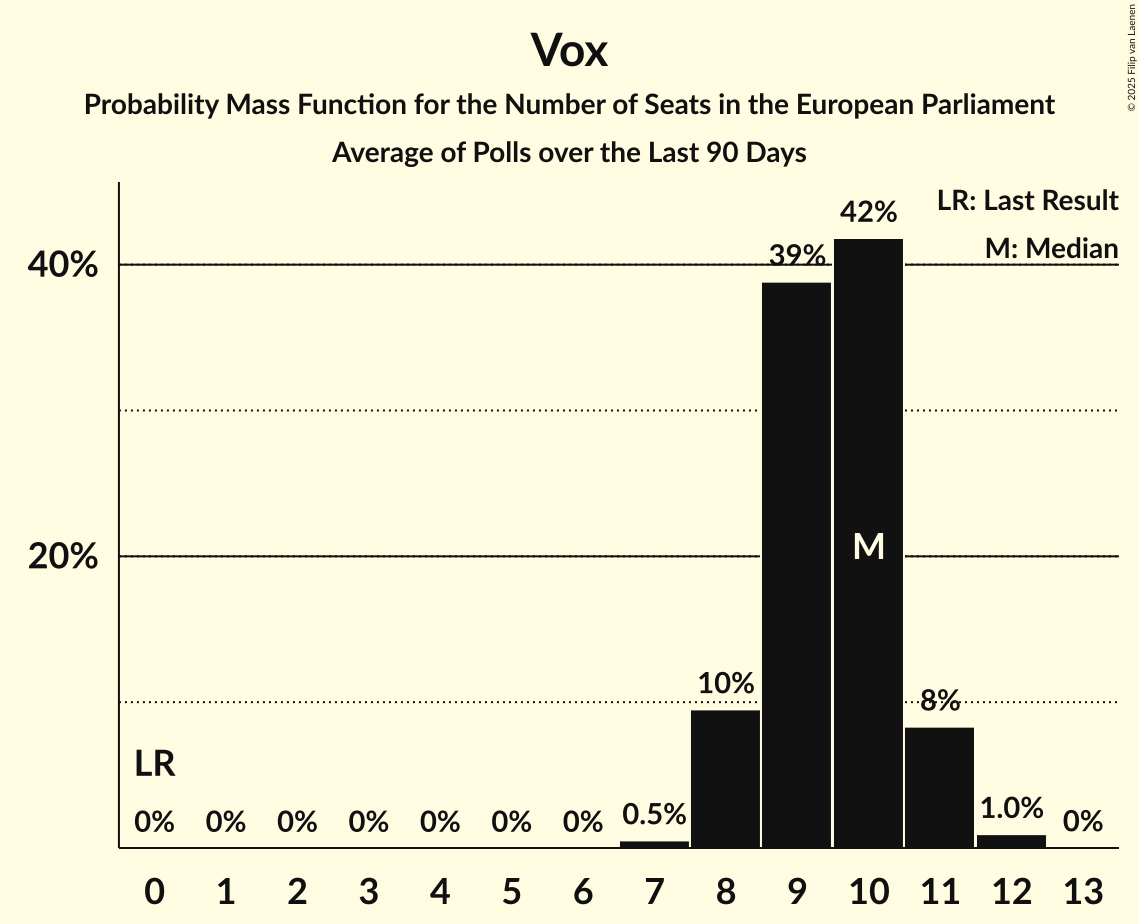 Vox
Probability Mass Function for the Number of Seats in the European Parliament
Average of Polls over the Last 90 Days
© 2025 Filip van Laenen
LR: Last Result
M: Median
42%
39%
40%
M
20%
10%
8%
LR
0% 0% 0% 0% 0% 0% 0% 0.5% 1.0% 0%
0 1 2 3 4 5 6 7 8 9 10 11 12 13